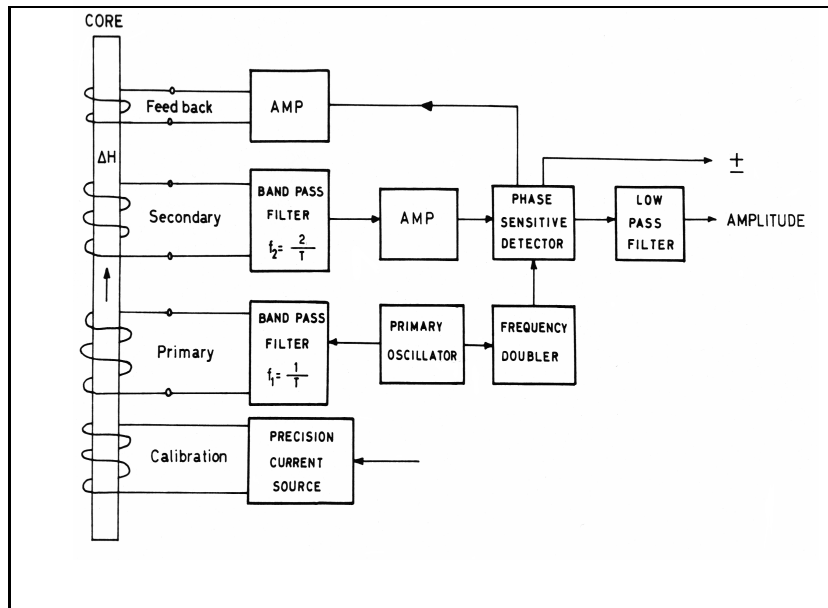 CORE
Feed back
AMP
ΔH
±
Secondary
BAND PASS
FILTER
f₂= 2/T
AMP
PHASE
SENSITIVE
DETECTOR
LOW
PASS
FILTER
AMPLITUDE
Primary
BAND PASS
FILTER
f₁= 1/T
PRIMARY
OSCILLATOR
FREQUENCY
DOUBLER
Calibration
PRECISION
CURRENT
SOURCE